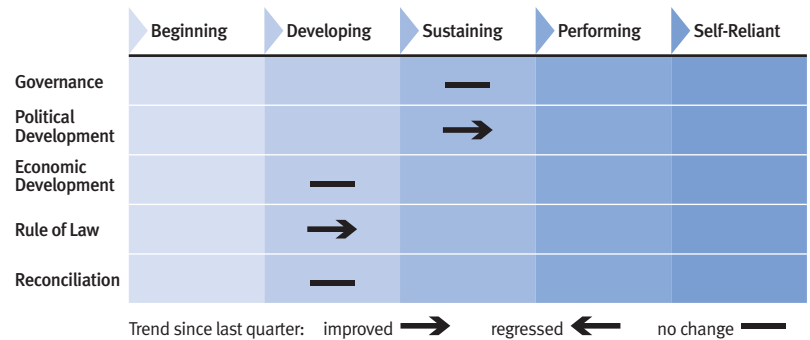 Beginning Developing Sustaining Performing Self-Reliant
Governance
Political
Development
Economic
Development
Rule of Law
Reconciliation
Trend since last quarter: improved regressed no change